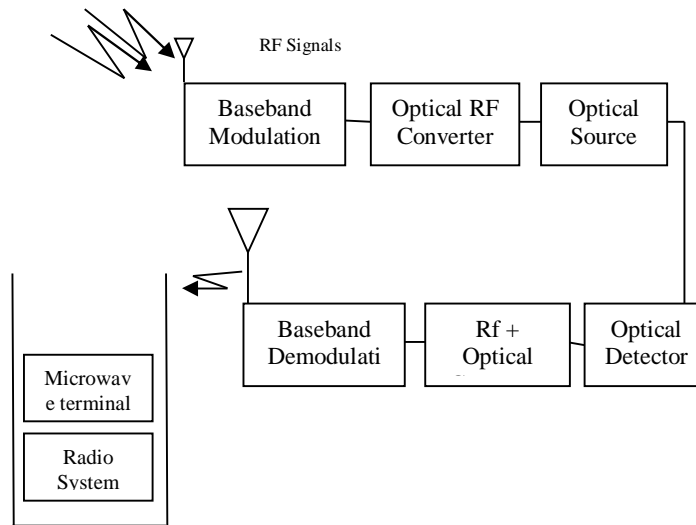 RF Signals
Baseband
Modulation
Optical RF
Converter
Optical
Source
Baseband
Demodulati
Rf +
Optical
Optical
Detector
Microwav
e terminal
Radio
System